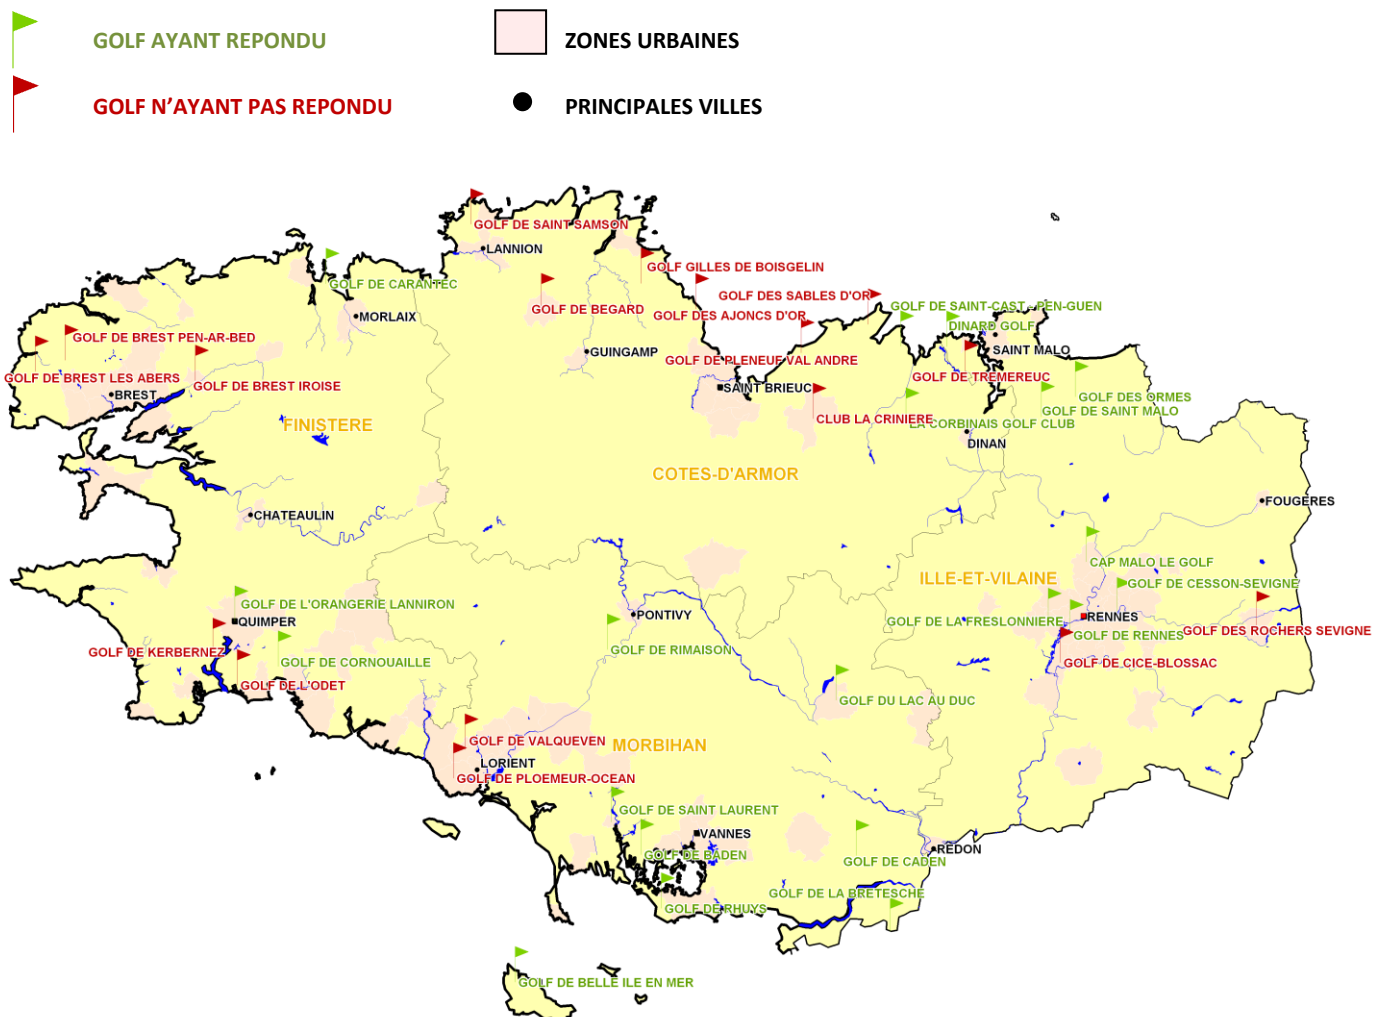 GOLF AYANT REPONDU
ZONES URBAINES
GOLF N'AYANT PAS REPONDU
PRINCIPALES VILLES
GOLF DE SAINT SAMSON
LANNION
GOLF GILLES DE BOISGELIN
GOLF DE CARANTEC
GOLF DES SABLES D'OR
GOLF DE BEGARD
GOLF DES AJONCS D'OR
GOLF DE SAINT-CAST - PEN-GUEN
MORLAIX
DINARD GOLF
GOLF DE BREST PEN-AR-BED
GUINGAMP
SAINT MALO
GOLF DE PLENEUF VAL ANDRE
GOLF DE BREST LES ABERS
GOLF DE BREST IROISE
SAINT BRIEUC
GOLF DE TREMEREUC
BREST
GOLF DES ORMES
GOLF DE SAINT MALO
CLUB LA CRINIERE
LA CORBINAIS GOLF CLUB
FINISTERE
DINAN
COTES-D'ARMOR
FOUGERES
CHATEAULIN
CAP MALO LE GOLF
ILLE-ET-VILAINE
GOLF DE CESSON-SEVIGNE
GOLF DE L'ORANGERIE LANNIRON
QUIMPER
PONTIVY
RENNES
GOLF DE LA FRESLONNIERE
GOLF DE RENNES
GOLF DES ROCHERS SEVIGNE
GOLF DE KERBERNEZ
GOLF DE CORNOUAILLE
GOLF DE RIMAISON
GOLF DE CICE-BLOSSAC
GOLF DE L'ODET
GOLF DU LAC AU DUC
GOLF DE VALQUEVEN
MORBIHAN
LORIENT
GOLF DE PLOEMEUR-OCEAN
GOLF DE SAINT LAURENT
VANNES
GOLF DE BADEN
REDON
GOLF DE CADEN
GOLF DE LA BRETESCHE
GOLF DE RHUYS
GOLF DE BELLE ILE EN MER